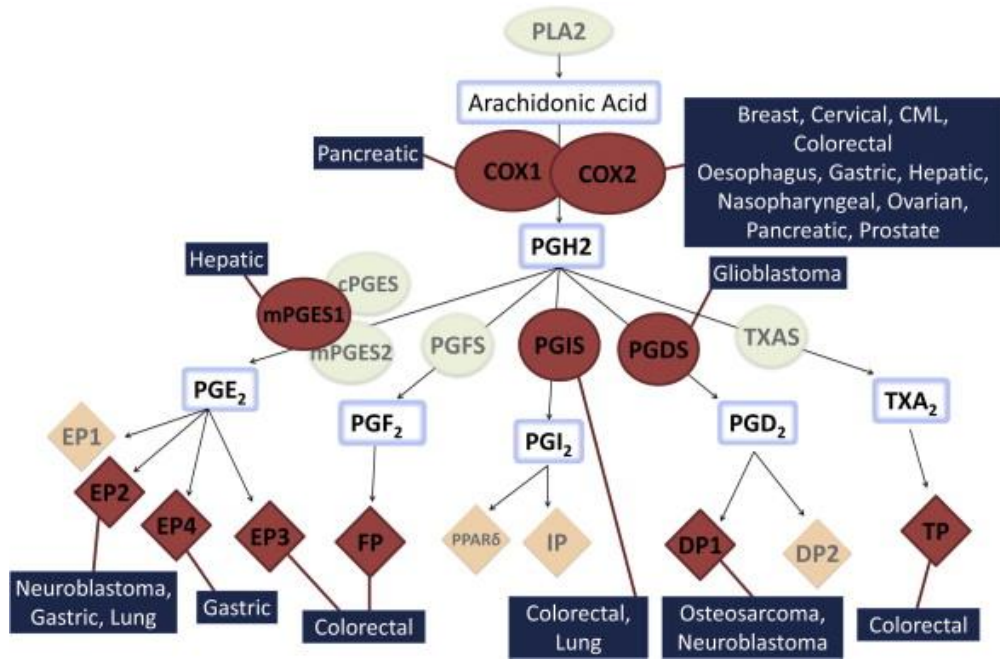 PLA2
Arachidonic Acid
Pancreatic
COX1
COX2
Breast, Cervical, CML,
Colorectal
Oesophagus, Gastric, Hepatic,
Nasopharyngeal, Ovarian,
Pancreatic, Prostate
PGH2
Hepatic
Glioblastoma
cPGES
mPGES1
mPGES2
PGFS
PGIS
PGDS
TXAS
PGE₂
PGF₂
PGI₂
PGD₂
TXA₂
EP1
EP2
EP4
EP3
FP
PPARδ
IP
DP1
DP2
TP
Neuroblastoma,
Gastric, Lung
Gastric
Colorectal
Colorectal,
Lung
Osteosarcoma,
Neuroblastoma
Colorectal